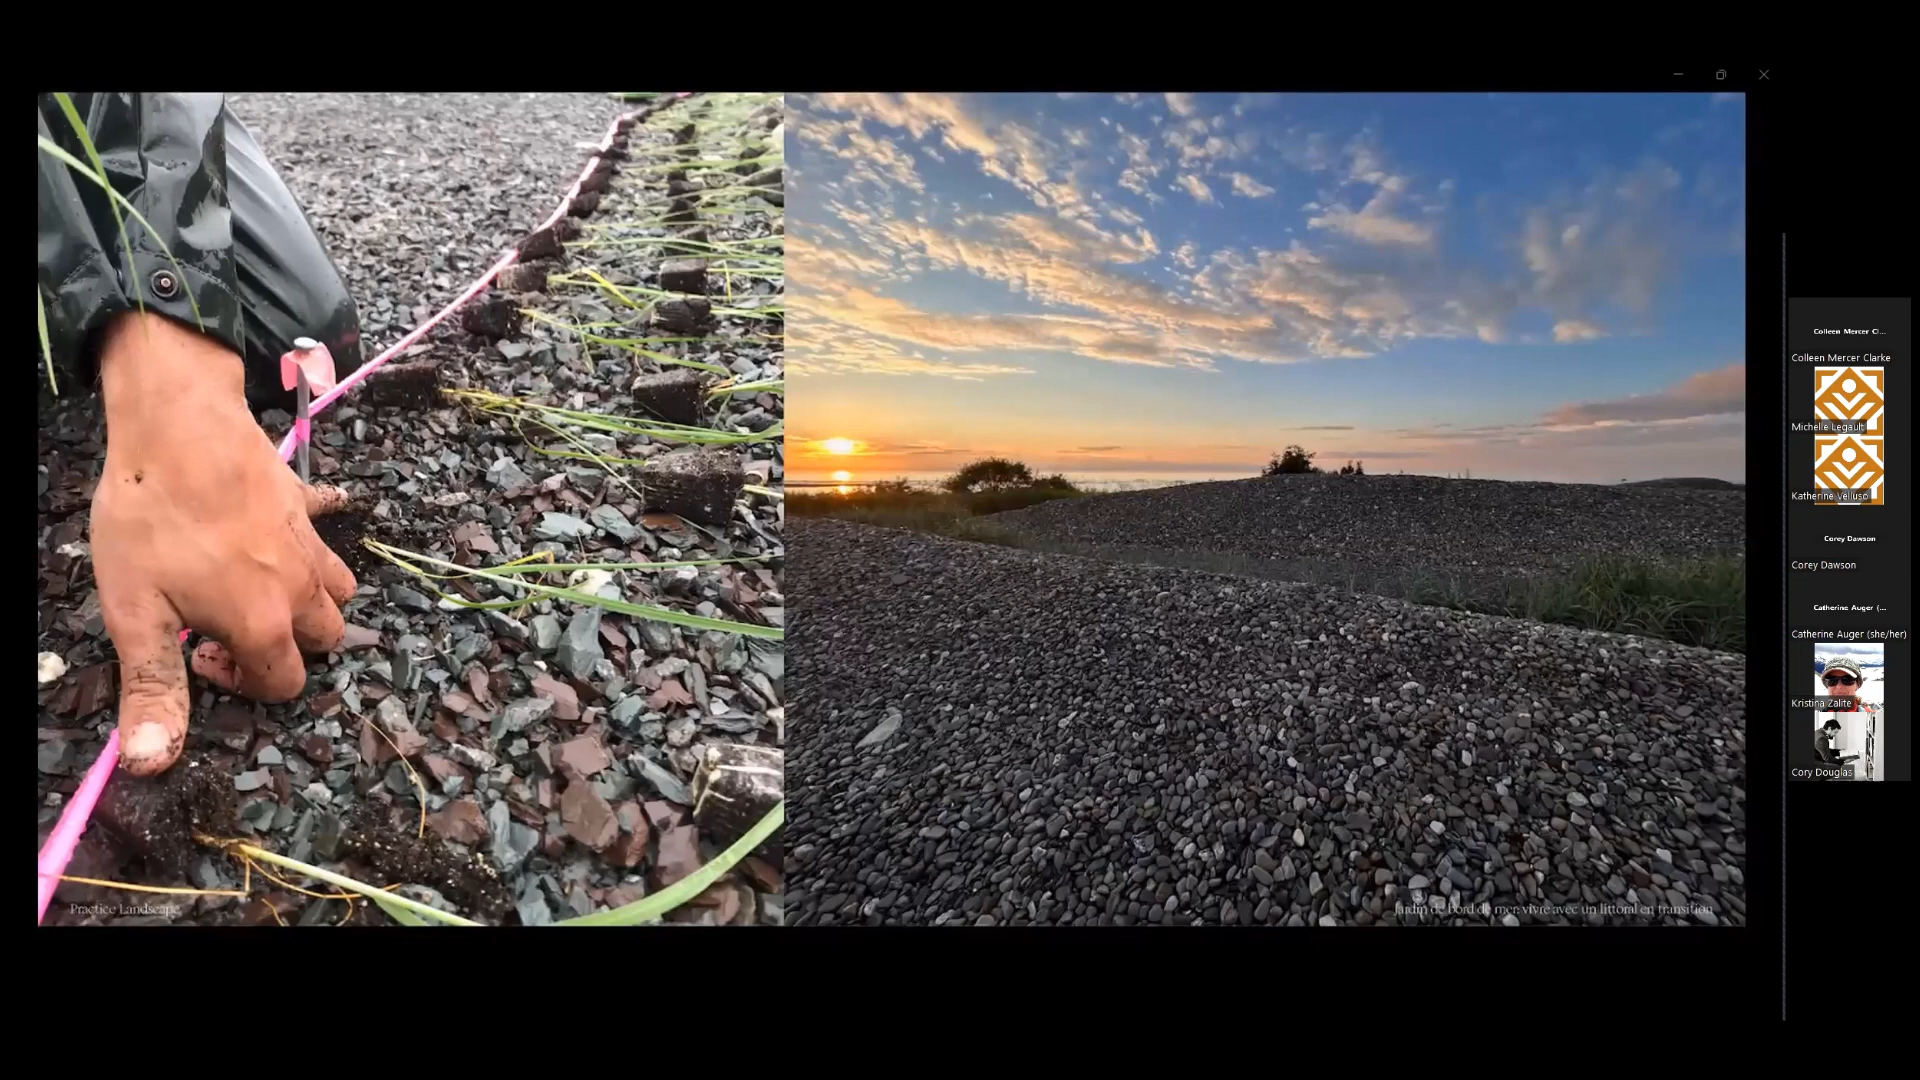 Practice Landscape
Jardin de bord de mer: vivre avec un littoral en transition
Colleen Mercer Cl...
Colleen Mercer Clarke
Michelle Legault
Katherine Velluso
Corey Dawson
Corey Dawson
Catherine Auger (...
Catherine Auger (she/her)
Kristina Zalite
Cory Douglas